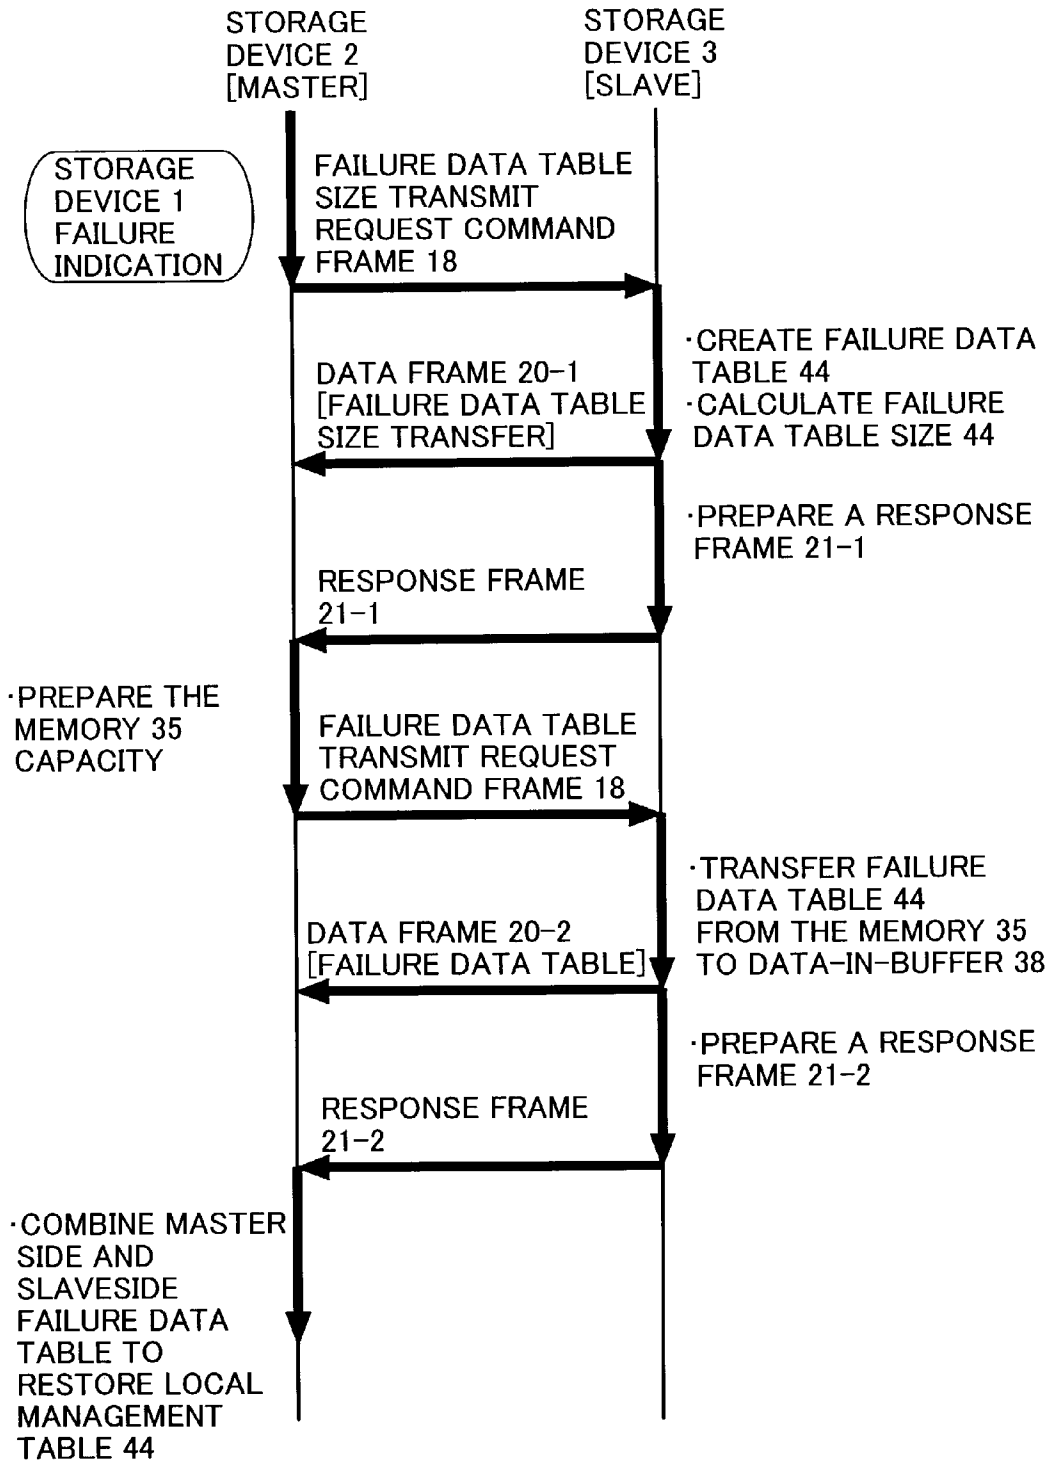 STORAGE
DEVICE 2
[MASTER]
STORAGE
DEVICE 3
[SLAVE]
STORAGE
DEVICE 1
FAILURE
INDICATION
FAILURE DATA TABLE
SIZE TRANSMIT
REQUEST COMMAND
FRAME 18
·CREATE FAILURE DATA
TABLE 44
·CALCULATE FAILURE
DATA TABLE SIZE 44
DATA FRAME 20-1
[FAILURE DATA TABLE
SIZE TRANSFER]
·PREPARE A RESPONSE
FRAME 21-1
RESPONSE FRAME
21-1
·PREPARE THE
MEMORY 35
CAPACITY
FAILURE DATA TABLE
TRANSMIT REQUEST
COMMAND FRAME 18
·TRANSFER FAILURE
DATA TABLE 44
FROM THE MEMORY 35
TO DATA-IN-BUFFER 38
DATA FRAME 20-2
[FAILURE DATA TABLE]
·PREPARE A RESPONSE
FRAME 21-2
RESPONSE FRAME
21-2
·COMBINE MASTER
SIDE AND
SLAVESIDE
FAILURE DATA
TABLE TO
RESTORE LOCAL
MANAGEMENT
TABLE 44